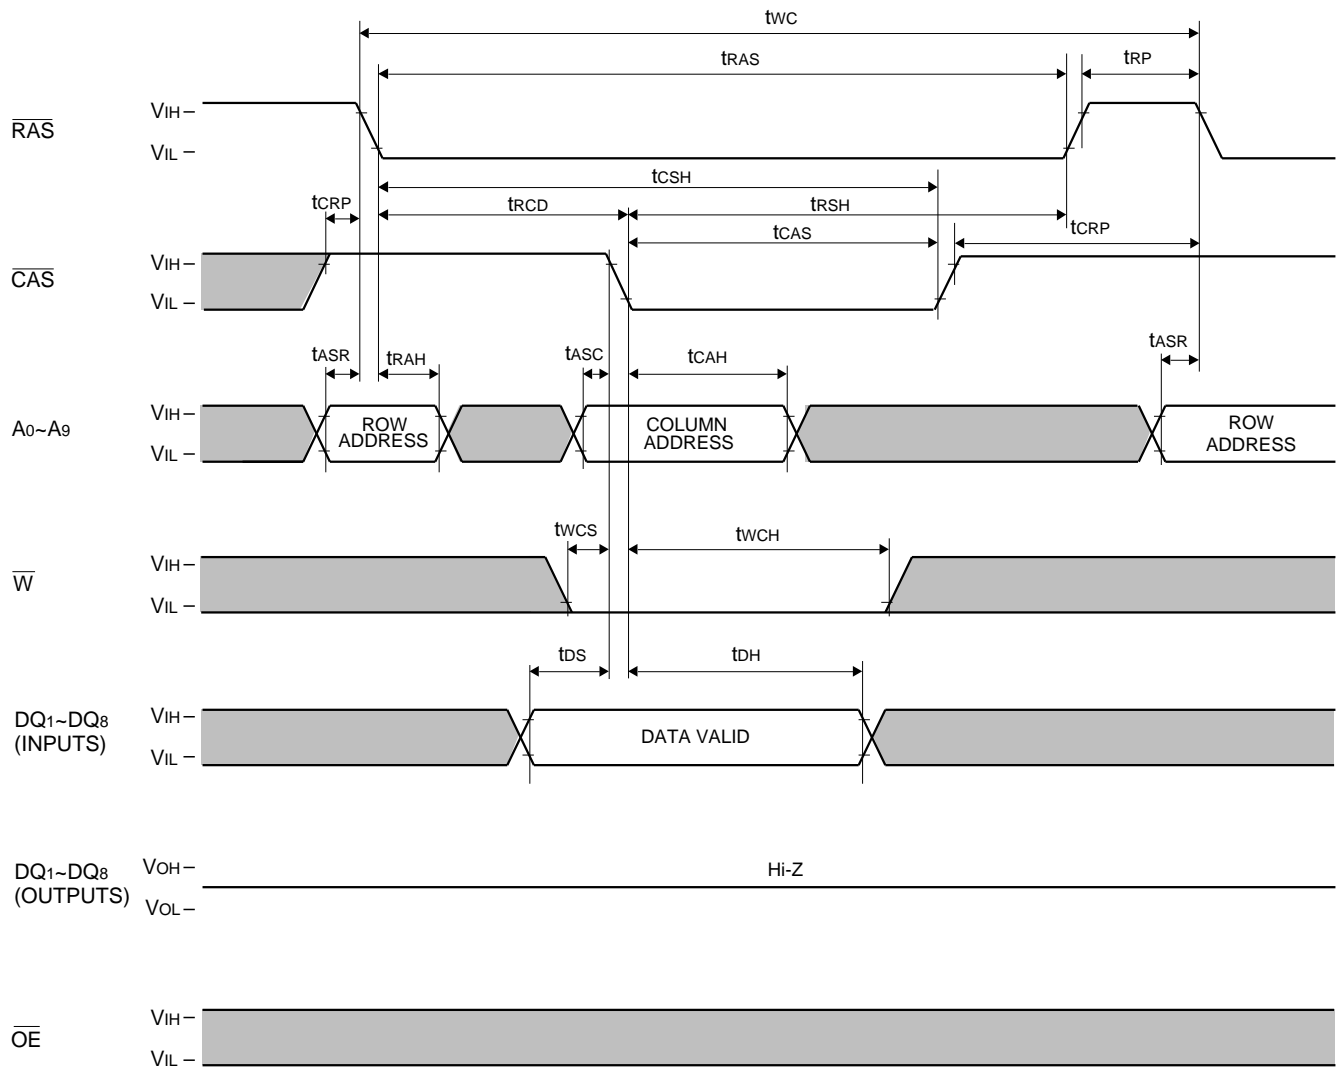 tWC
tRAS
tRP
RAS
VIH
VIL
tCSH
tCRP
tRCD
tRSH
tCAS
tCRP
CAS
VIH
VIL
tASR
tRAH
tASC
tCAH
tASR
A0~A9
VIH
VIL
ROW
ADDRESS
COLUMN
ADDRESS
ROW
ADDRESS
tWCS
tWCH
W
VIH
VIL
tDS
tDH
DQ1~DQ8
(INPUTS)
VIH
VIL
DATA VALID
DQ1~DQ8
(OUTPUTS)
VOH
VOL
Hi-Z
OE
VIH
VIL